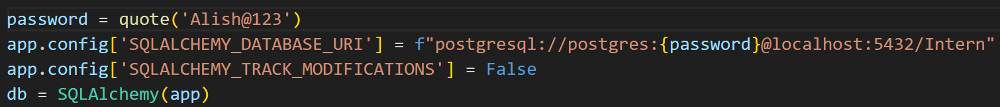 password = quote('Alish@123')
app.config['SQLALCHEMY_DATABASE_URI'] = f"postgresql://postgres:{password}@localhost:5432/Intern"
app.config['SQLALCHEMY_TRACK_MODIFICATIONS'] = False
db = SQLAlchemy(app)